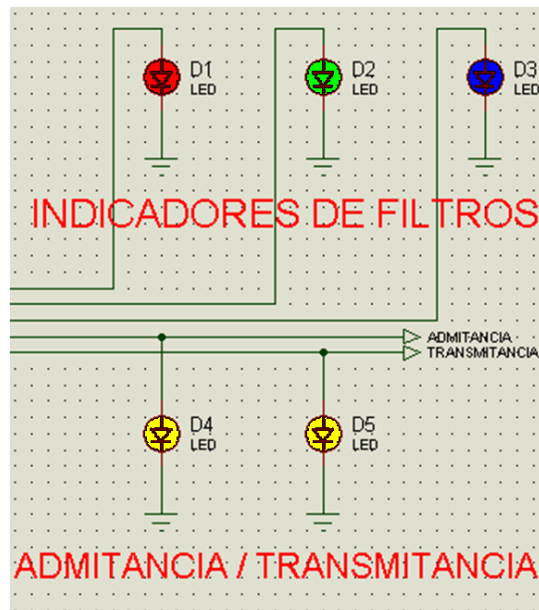 D1
LED
D2
LED
D3
LED
INDICADORES DE FILTROS
ADMITANCIA
TRANSMITANCIA
D4
LED
D5
LED
ADMITANCIA / TRANSMITANCIA